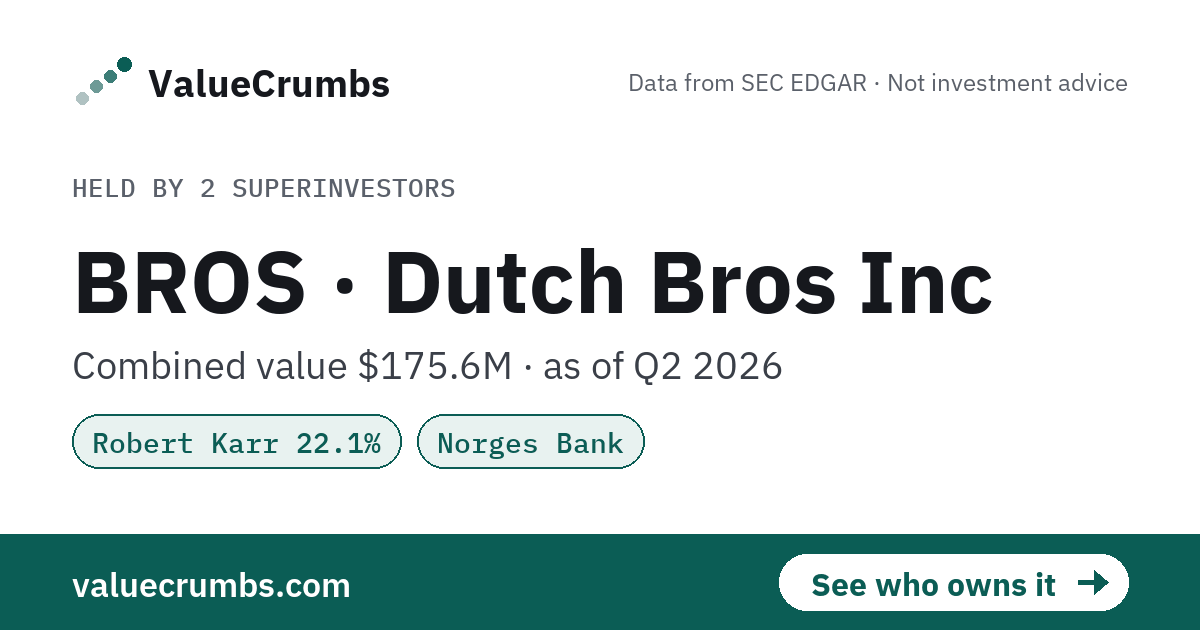 ValueCrumbs
Data from SEC EDGAR · Not investment advice
HELD BY 2 SUPERINVESTORS
BROS · Dutch Bros Inc
Combined value $175.6M · as of Q2 2026
Robert Karr 22.1%
Norges Bank
valuecrumbs.com
See who owns it →